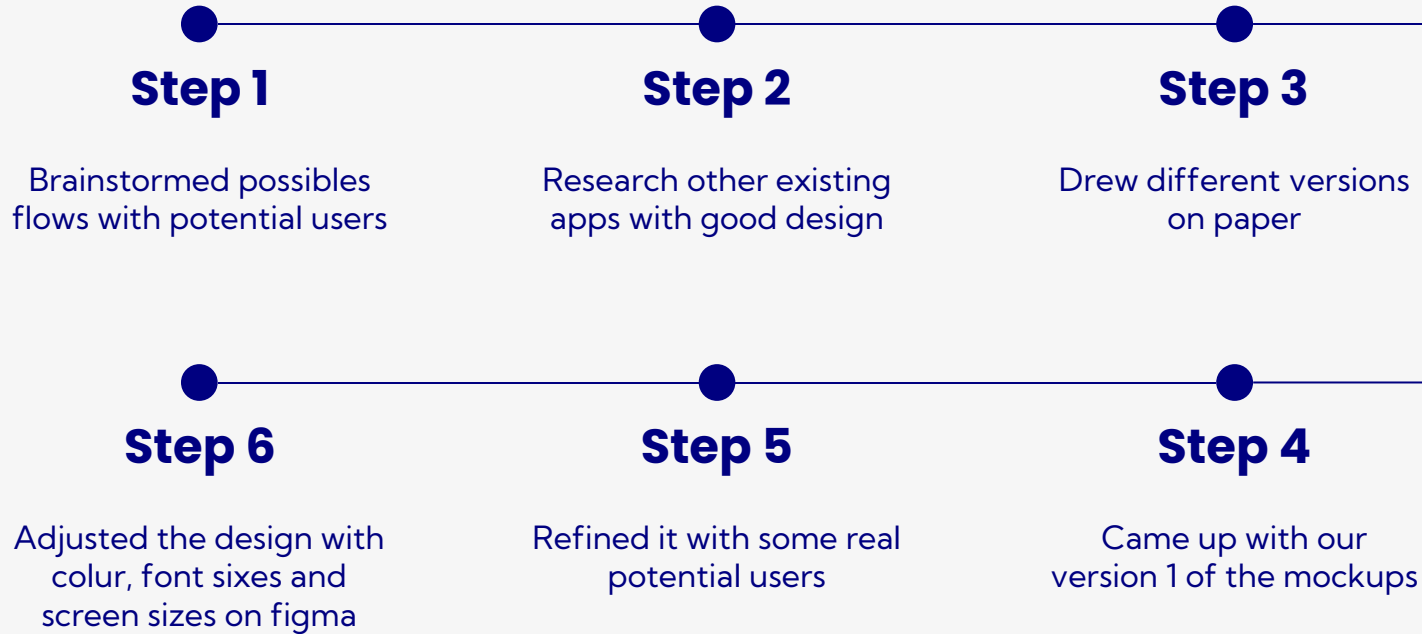 Step 1
Brainstormed possibles
flows with potential users
Step 2
Research other existing
apps with good design
Step 3
Drew different versions
on paper
Step 6
Adjusted the design with
colur, font sixes and
screen sizes on figma
Step 5
Refined it with some real
potential users
Step 4
Came up with our
version 1 of the mockups